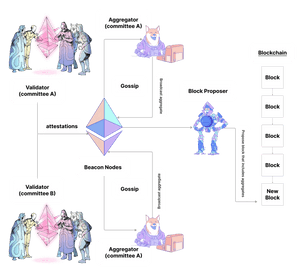 Aggregator
(committee A)
Blockchain
Block
Validator
(committee A)
Gossip
Broadcast aggregate
Block Proposer
Block
attestations
Block
Propose block that includes aggregates
Beacon Nodes
Block
Validator
(committee B)
Gossip
Broadcast aggregate
New
Block
Aggregator
(committee A)